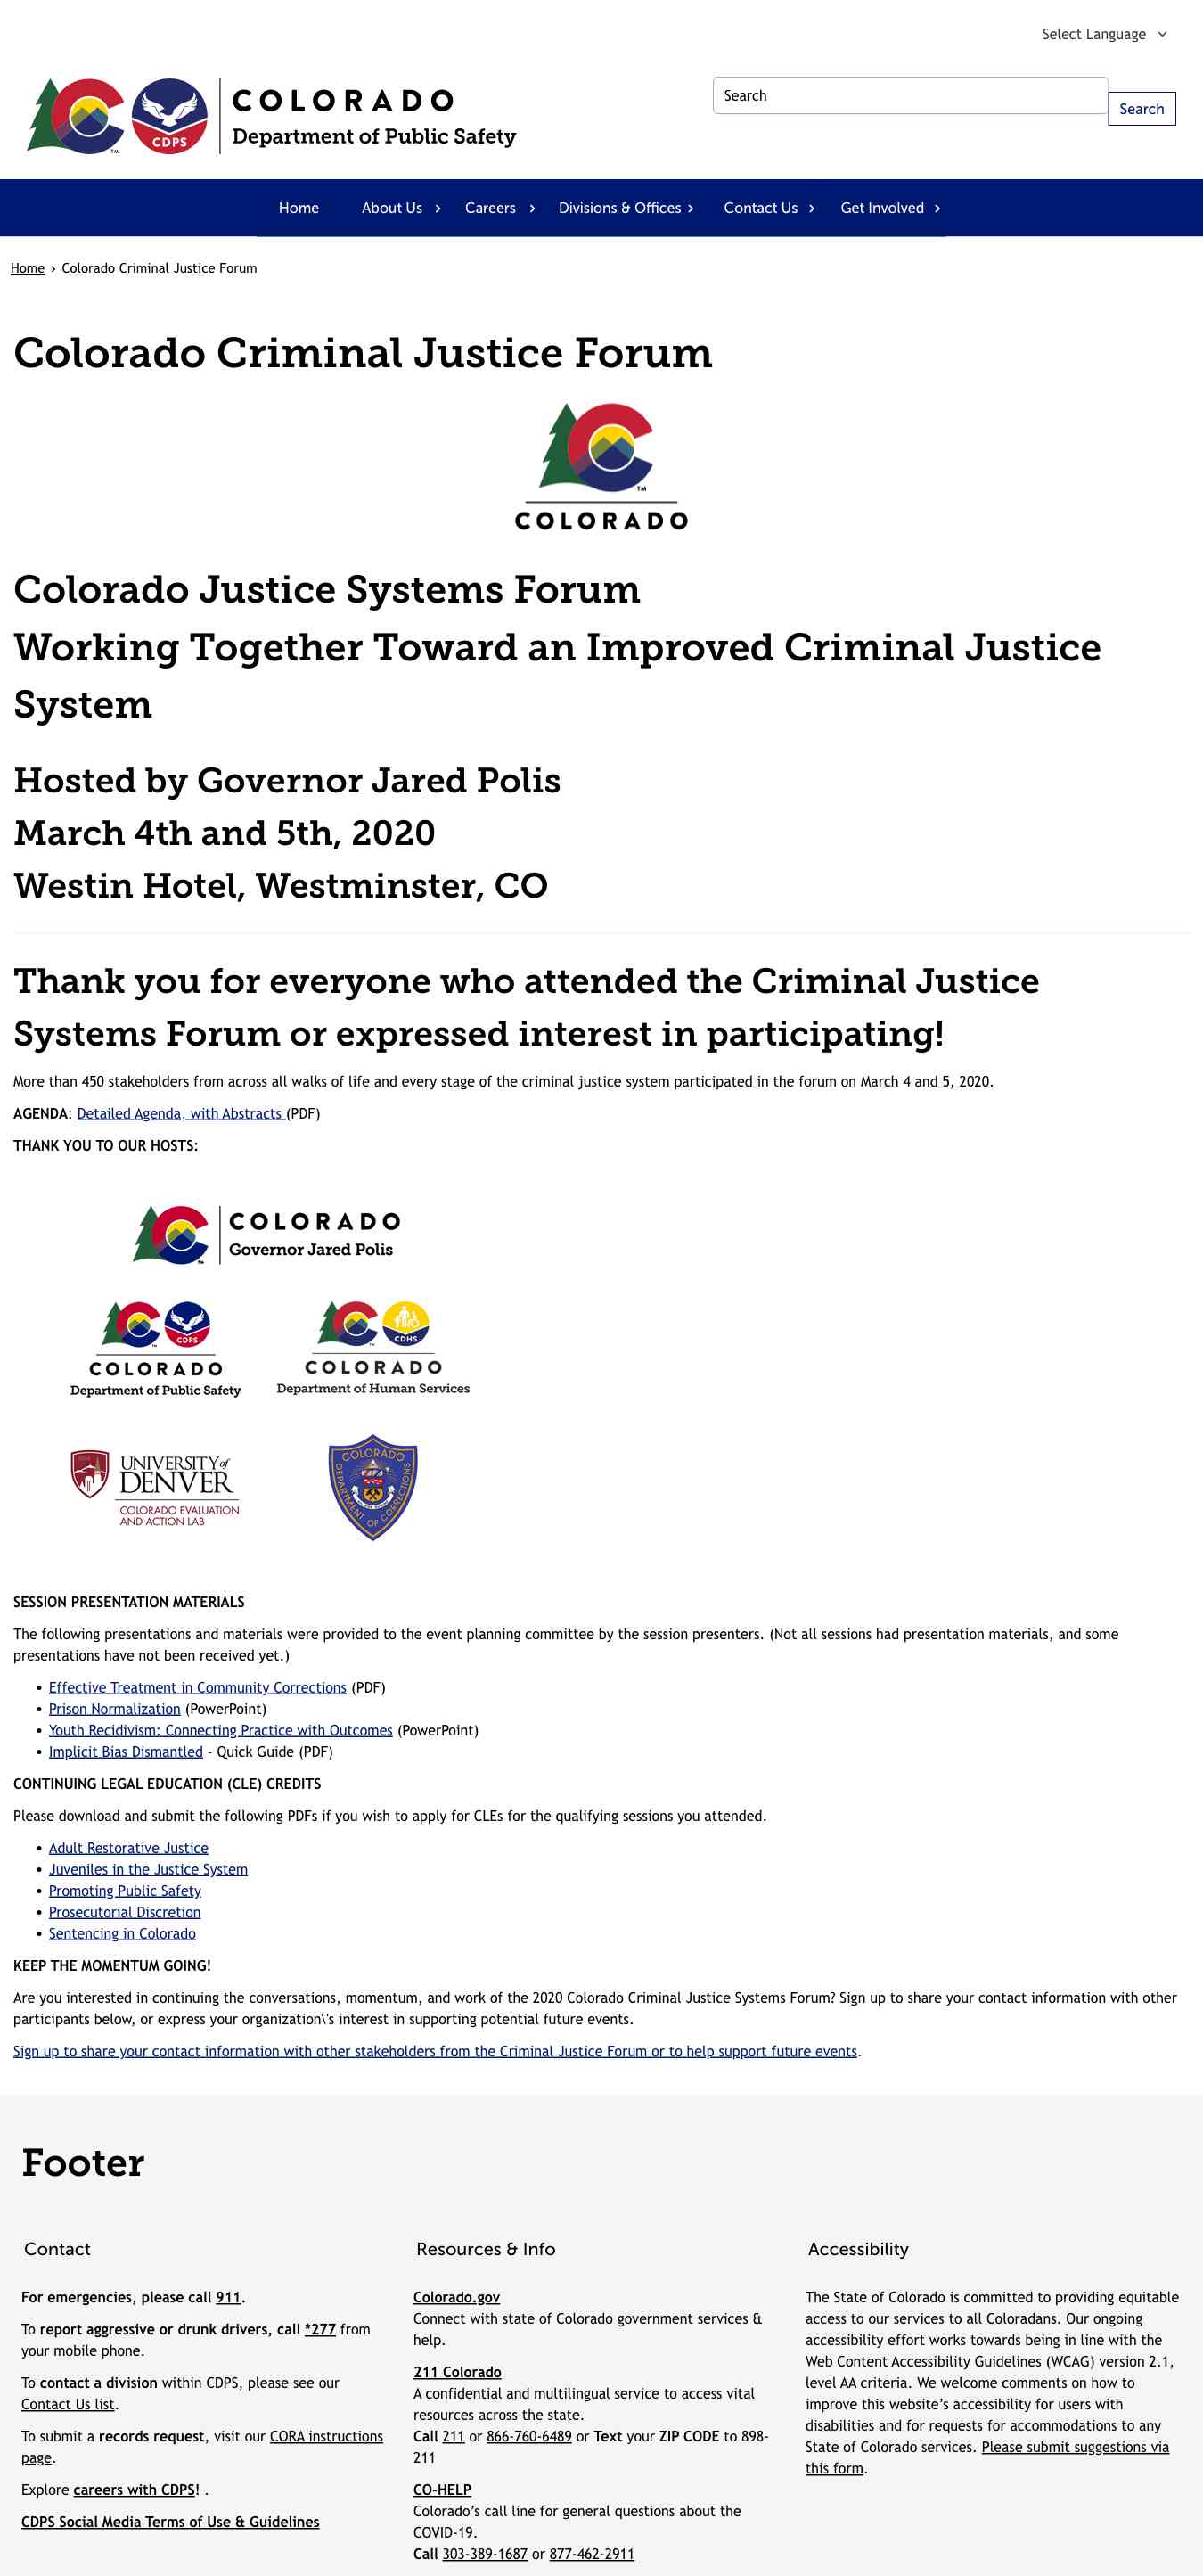 Select Language
COLORADO
Department of Public Safety
CDPS
TM
Search
Search
Home
About Us
Careers
Divisions & Offices
Contact Us
Get Involved
Home › Colorado Criminal Justice Forum
Colorado Criminal Justice Forum
TM
COLORADO
Colorado Justice Systems Forum
Working Together Toward an Improved Criminal Justice
System
Hosted by Governor Jared Polis
March 4th and 5th, 2020
Westin Hotel, Westminster, CO
Thank you for everyone who attended the Criminal Justice
Systems Forum or expressed interest in participating!
More than 450 stakeholders from across all walks of life and every stage of the criminal justice system participated in the forum on March 4 and 5, 2020.
AGENDA: Detailed Agenda, with Abstracts (PDF)
THANK YOU TO OUR HOSTS:
COLORADO
Governor Jared Polis
CDPS
COLORADO
Department of Public Safety
CDHS
COLORADO
Department of Human Services
UNIVERSITY of
DENVER
COLORADO EVALUATION
AND ACTION LAB
COLORADO
DEPARTMENT OF CORRECTIONS
SESSION PRESENTATION MATERIALS
The following presentations and materials were provided to the event planning committee by the session presenters. (Not all sessions had presentation materials, and some
presentations have not been received yet.)
• Effective Treatment in Community Corrections (PDF)
• Prison Normalization (PowerPoint)
• Youth Recidivism: Connecting Practice with Outcomes (PowerPoint)
• Implicit Bias Dismantled - Quick Guide (PDF)
CONTINUING LEGAL EDUCATION (CLE) CREDITS
Please download and submit the following PDFs if you wish to apply for CLEs for the qualifying sessions you attended.
• Adult Restorative Justice
• Juveniles in the Justice System
• Promoting Public Safety
• Prosecutorial Discretion
• Sentencing in Colorado
KEEP THE MOMENTUM GOING!
Are you interested in continuing the conversations, momentum, and work of the 2020 Colorado Criminal Justice Systems Forum? Sign up to share your contact information with other
participants below, or express your organization\'s interest in supporting potential future events.
Sign up to share your contact information with other stakeholders from the Criminal Justice Forum or to help support future events.
Footer
Contact
For emergencies, please call 911.
To report aggressive or drunk drivers, call *277 from
your mobile phone.
To contact a division within CDPS, please see our
Contact Us list.
To submit a records request, visit our CORA instructions
page.
Explore careers with CDPS! .
CDPS Social Media Terms of Use & Guidelines
Resources & Info
Colorado.gov
Connect with state of Colorado government services &
help.
211 Colorado
A confidential and multilingual service to access vital
resources across the state.
Call 211 or 866-760-6489 or Text your ZIP CODE to 898-
211
CO-HELP
Colorado’s call line for general questions about the
COVID-19.
Call 303-389-1687 or 877-462-2911
Accessibility
The State of Colorado is committed to providing equitable
access to our services to all Coloradans. Our ongoing
accessibility effort works towards being in line with the
Web Content Accessibility Guidelines (WCAG) version 2.1,
level AA criteria. We welcome comments on how to
improve this website’s accessibility for users with
disabilities and for requests for accommodations to any
State of Colorado services. Please submit suggestions via
this form.